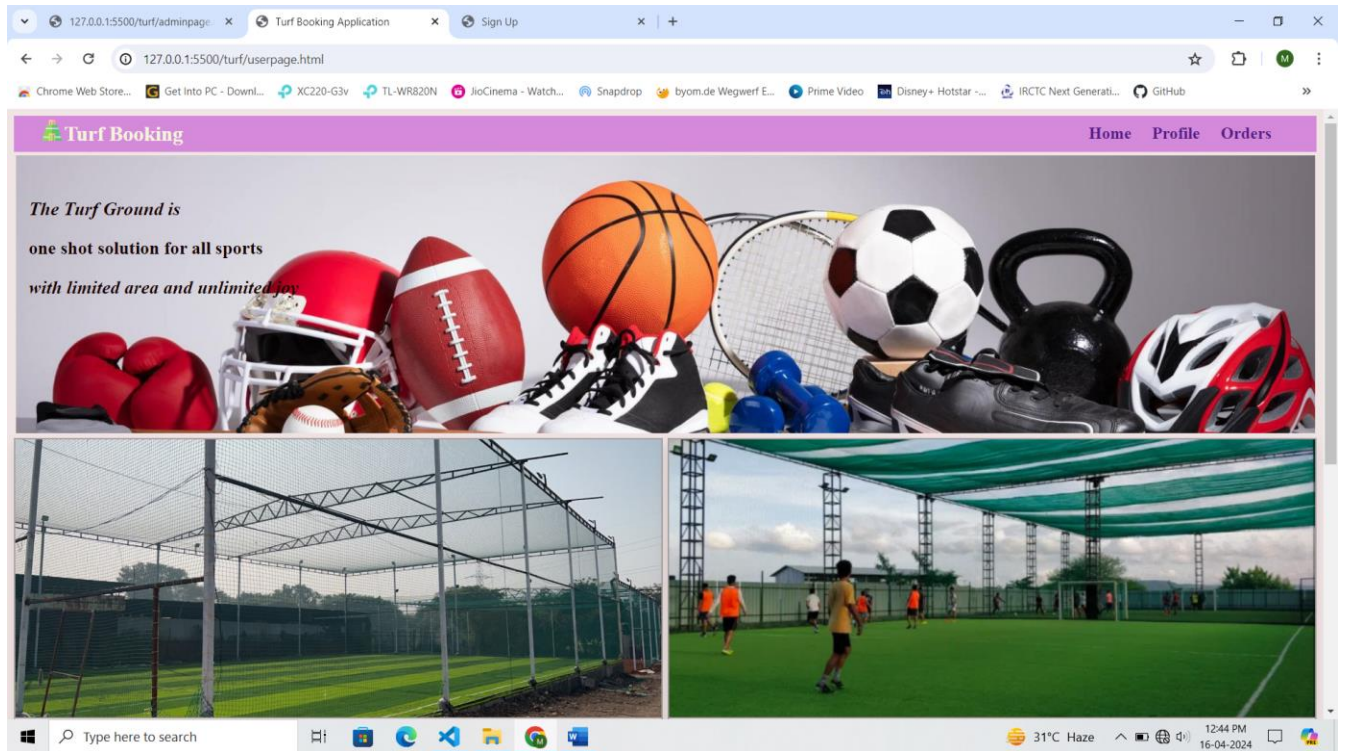 127.0.0.1:5500/turf/adminpage.
Turf Booking Application
Sign Up
127.0.0.1:5500/turf/userpage.html
M
Chrome Web Store... Get Into PC - Downl... XC220-G3v TL-WR820N JioCinema - Watch... Snapdrop byom.de Wegwerf E... Prime Video Disney+ Hotstar -... IRCTC Next Generati... GitHub
Turf Booking Home Profile Orders
The Turf Ground is
one shot solution for all sports
with limited area and unlimited joy
Type here to search
31°C Haze
12:44 PM
16-04-2024